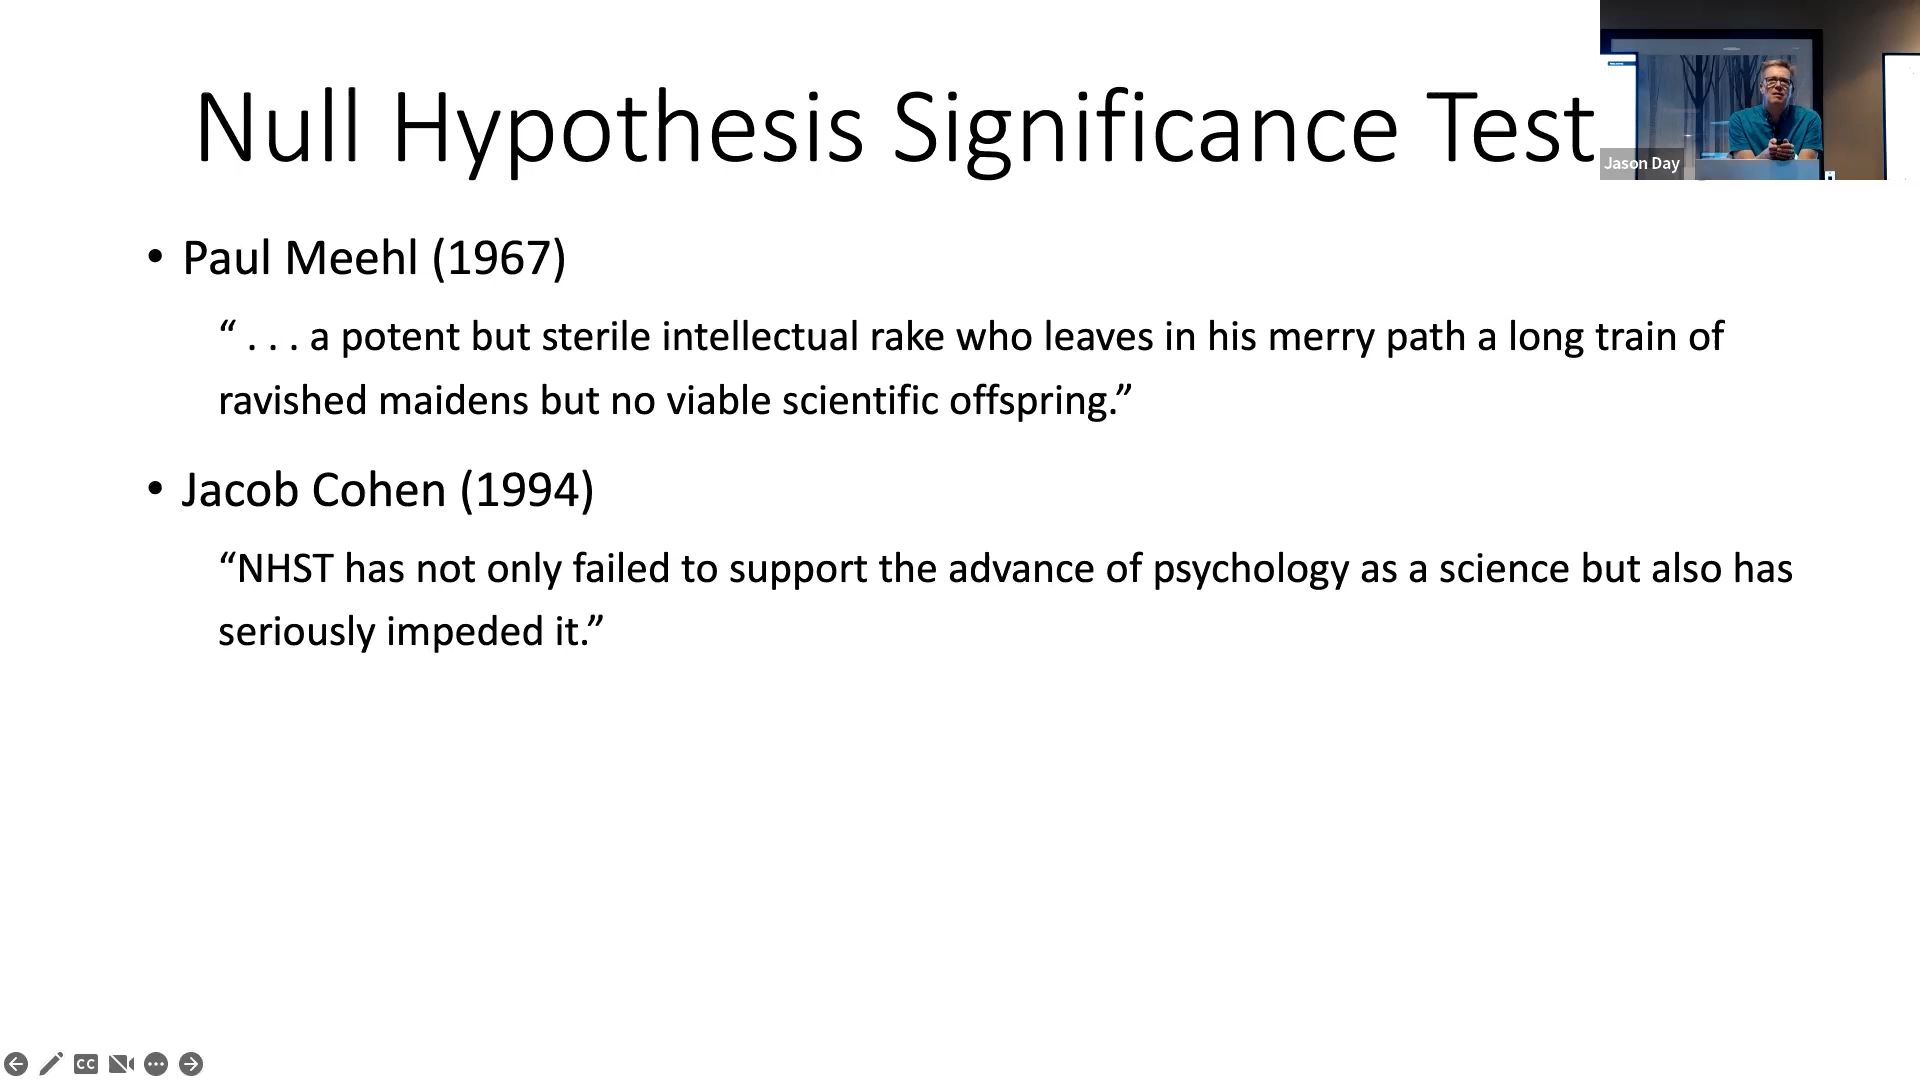 Null Hypothesis Significance Test
Jason Day
• Paul Meehl (1967)
“ . . . a potent but sterile intellectual rake who leaves in his merry path a long train of
ravished maidens but no viable scientific offspring.”
• Jacob Cohen (1994)
“NHST has not only failed to support the advance of psychology as a science but also has
seriously impeded it.”
CC